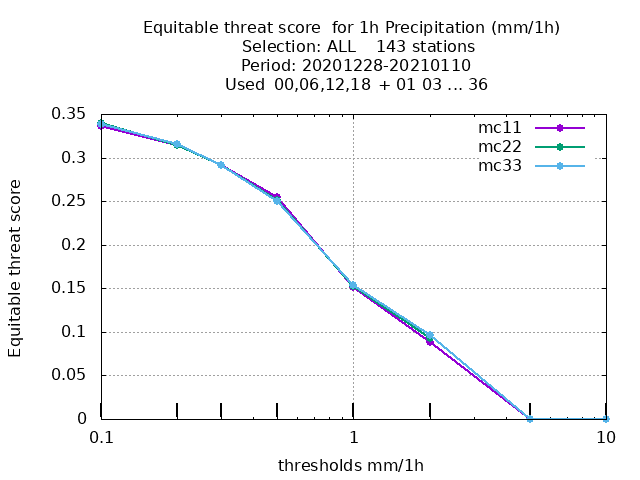 Equitable threat score  for 1h Precipitation (mm/1h)
Selection: ALL    143 stations
Period: 20201228-20210110
Used  00,06,12,18  + 01 03 ... 36
mc11
mc22
mc33
Equitable threat score
0.35
0.3
0.25
0.2
0.15
0.1
0.05
0
0.1
1
10
thresholds mm/1h